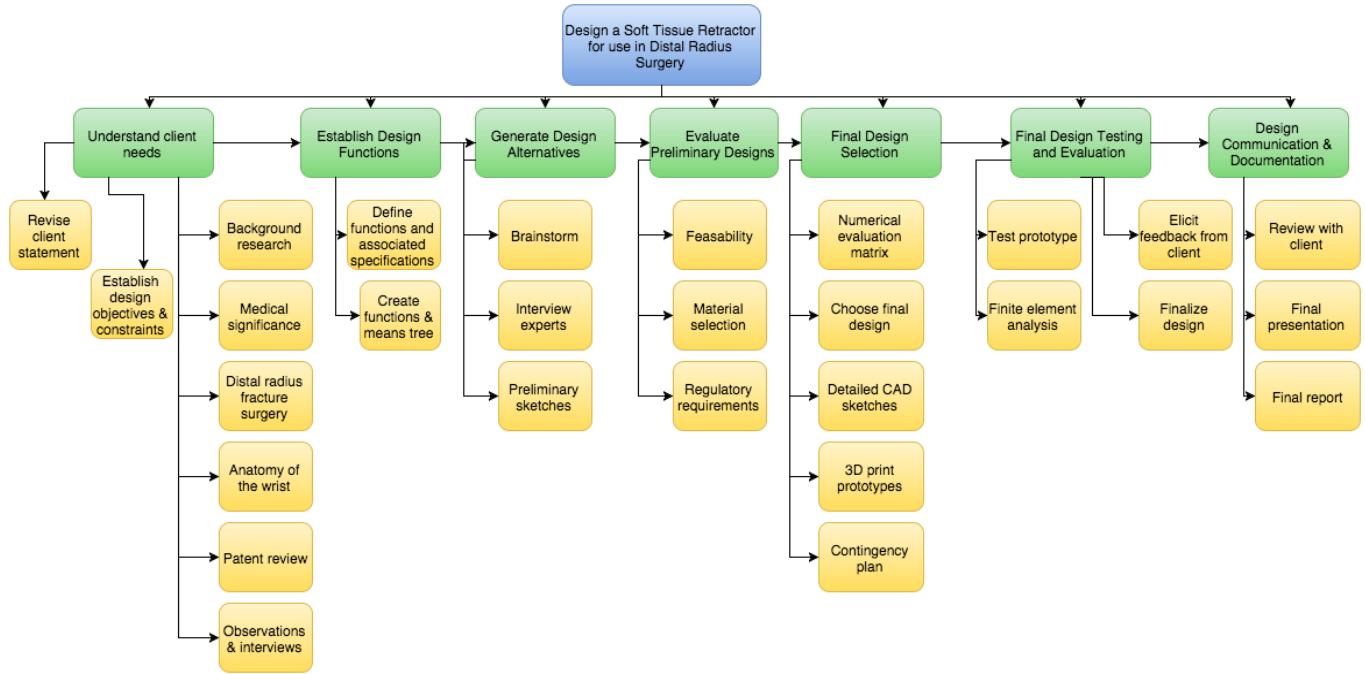 Design a Soft Tissue Retractor
for use in Distal Radius
Surgery
Understand client
needs
Establish Design
Functions
Generate Design
Alternatives
Evaluate
Preliminary Designs
Final Design
Selection
Final Design Testing
and Evaluation
Design
Communication &
Documentation
Revise
client
statement
Establish
design
objectives &
constraints
Background
research
Medical
significance
Distal radius
fracture
surgery
Anatomy of
the wrist
Patent review
Observations
& interviews
Define
functions and
associated
specifications
Create
functions &
means tree
Brainstorm
Interview
experts
Preliminary
sketches
Feasability
Material
selection
Regulatory
requirements
Numerical
evaluation
matrix
Choose final
design
Detailed CAD
sketches
3D print
prototypes
Contingency
plan
Test prototype
Finite element
analysis
Elicit
feedback from
client
Finalize
design
Review with
client
Final
presentation
Final report